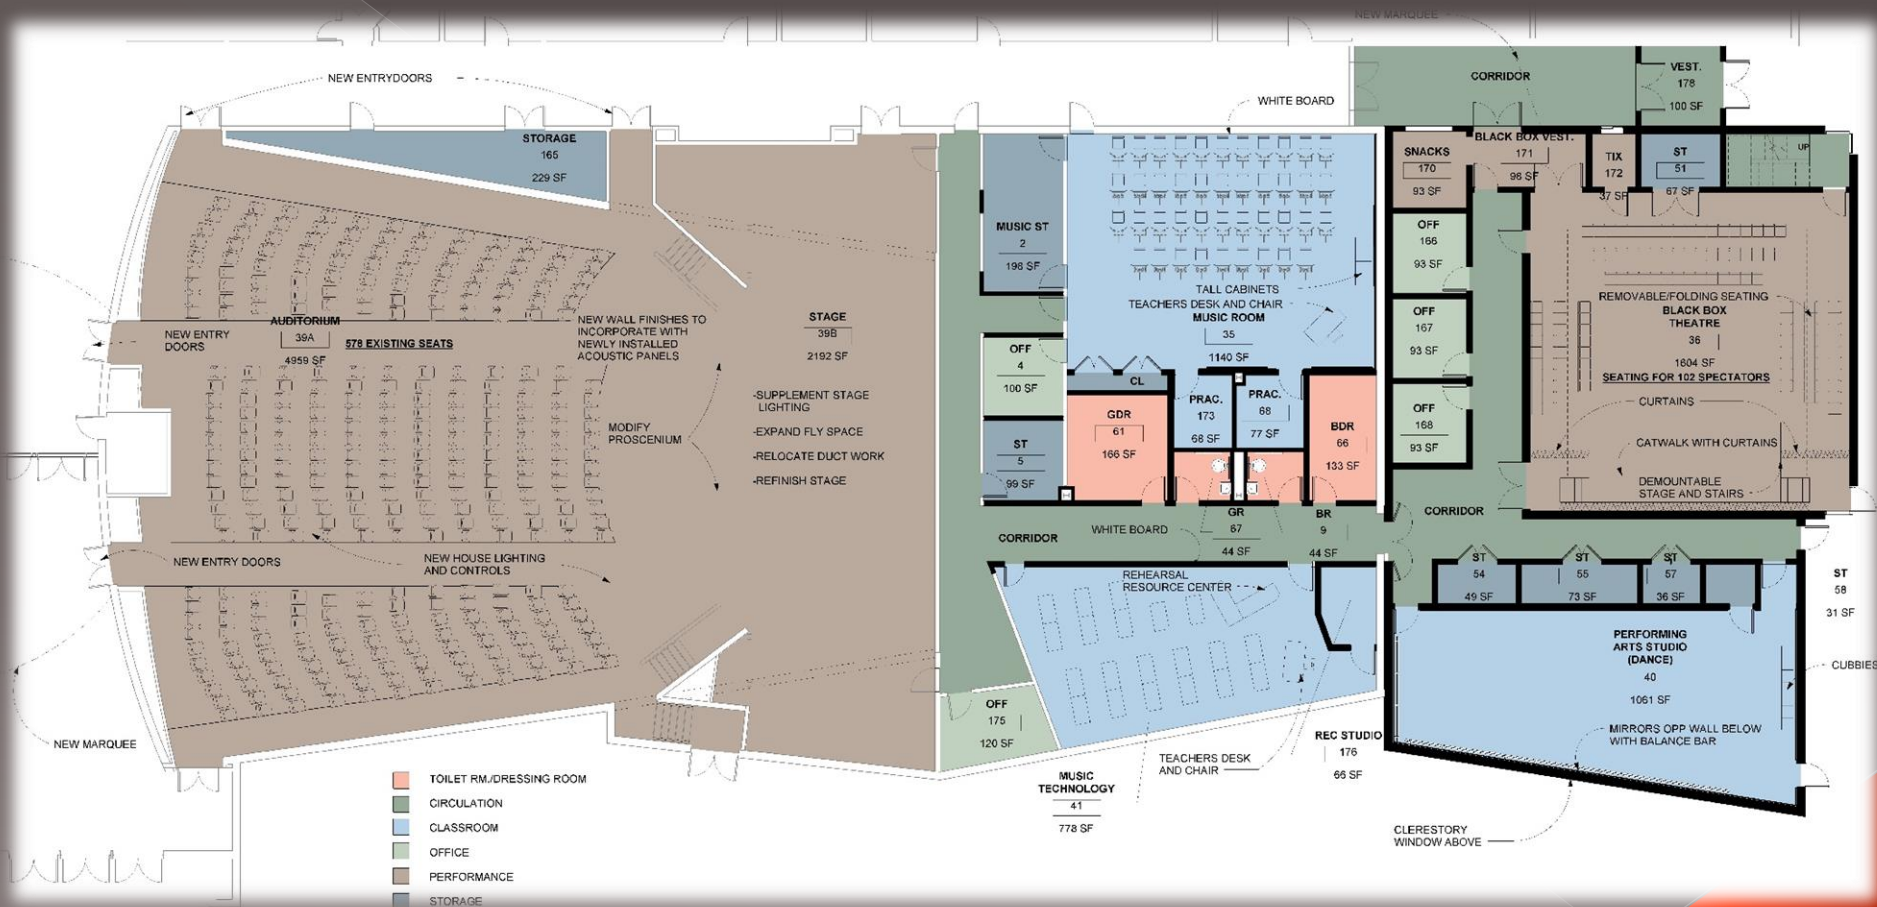 NEW MARQUEE
NEW ENTRYDOORS
CORRIDOR
VEST.
178
100 SF
WHITE BOARD
STORAGE
165
229 SF
SNACKS
170
93 SF
BLACK BOX VEST.
171
96 SF
TIX
172
37 SF
ST
51
67 SF
UP
MUSIC ST
2
196 SF
OFF
166
93 SF
TALL CABINETS
TEACHERS DESK AND CHAIR
MUSIC ROOM
35
1140 SF
OFF
167
93 SF
REMOVABLE/FOLDING SEATING
BLACK BOX
THEATRE
36
1604 SF
SEATING FOR 102 SPECTATORS
NEW ENTRY
DOORS
AUDITORIUM
39A
4959 SF
578 EXISTING SEATS
NEW WALL FINISHES TO
INCORPORATE WITH
NEWLY INSTALLED
ACOUSTIC PANELS
STAGE
39B
2192 SF
-SUPPLEMENT STAGE
LIGHTING
-EXPAND FLY SPACE
-RELOCATE DUCT WORK
-REFINISH STAGE
MODIFY
PROSCENIUM
OFF
4
100 SF
CL
GDR
61
166 SF
PRAC.
173
66 SF
PRAC.
68
77 SF
BDR
66
133 SF
OFF
168
93 SF
CURTAINS
CATWALK WITH CURTAINS
DEMOUNTABLE
STAGE AND STAIRS
ST
5
99 SF
CORRIDOR
WHITE BOARD
GR
67
44 SF
BR
9
44 SF
CORRIDOR
NEW ENTRY DOORS
NEW HOUSE LIGHTING
AND CONTROLS
REHEARSAL
RESOURCE CENTER
ST
54
49 SF
ST
55
73 SF
ST
57
36 SF
ST
58
31 SF
PERFORMING
ARTS STUDIO
(DANCE)
40
1061 SF
CUBBIES
MIRRORS OPP WALL BELOW
WITH BALANCE BAR
OFF
175
120 SF
NEW MARQUEE
TEACHERS DESK
AND CHAIR
REC STUDIO
176
66 SF
MUSIC
TECHNOLOGY
41
778 SF
CLERESTORY
WINDOW ABOVE
TOILET RM./DRESSING ROOM
CIRCULATION
CLASSROOM
OFFICE
PERFORMANCE
STORAGE